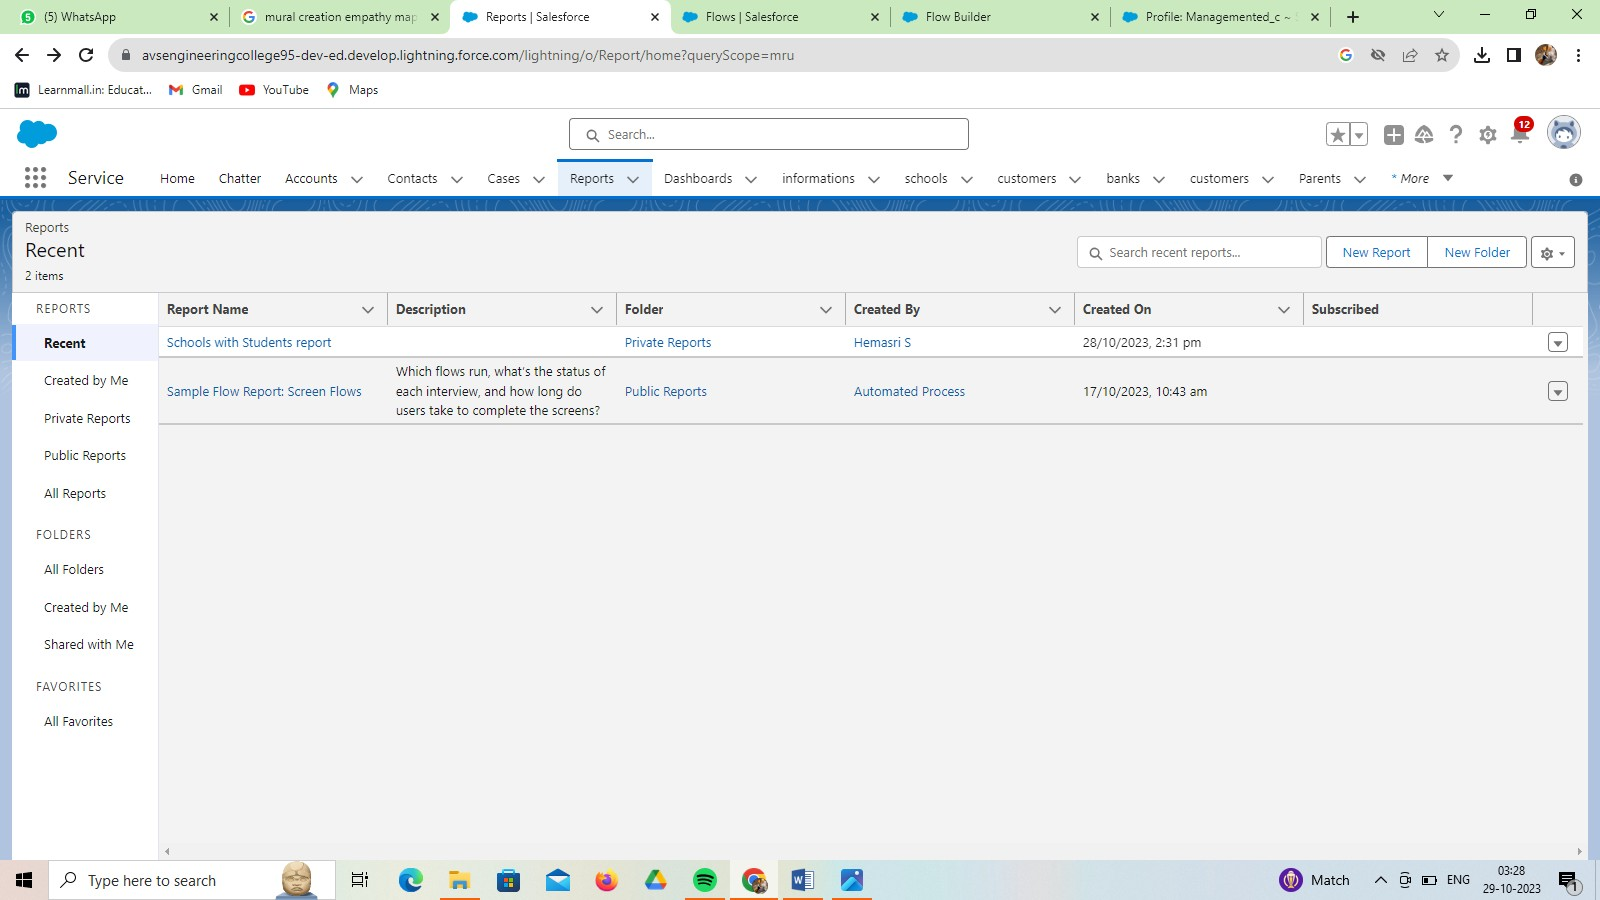 (5) WhatsApp
mural creation empathy map
Reports | Salesforce
Flows | Salesforce
Flow Builder
Profile: Managemented_c ~
avsengineeringcollege95-dev-ed.develop.lightning.force.com/lightning/o/Report/home?queryScope=mru
Learnmall.in: Educat...
Gmail
YouTube
Maps
Search...
12
Service
Home
Chatter
Accounts
Contacts
Cases
Reports
Dashboards
informations
schools
customers
banks
customers
Parents
* More
Reports
Recent
2 items
Search recent reports...
New Report
New Folder
REPORTS
Recent
Created by Me
Private Reports
Public Reports
All Reports
FOLDERS
All Folders
Created by Me
Shared with Me
FAVORITES
All Favorites
Report Name Description Folder Created By Created On Subscribed
Schools with Students report Private Reports Hemasri S 28/10/2023, 2:31 pm
Which flows run, what's the status of
Sample Flow Report: Screen Flows each interview, and how long do Public Reports Automated Process 17/10/2023, 10:43 am
users take to complete the screens?
Type here to search
Match
ENG
03:28
29-10-2023
1